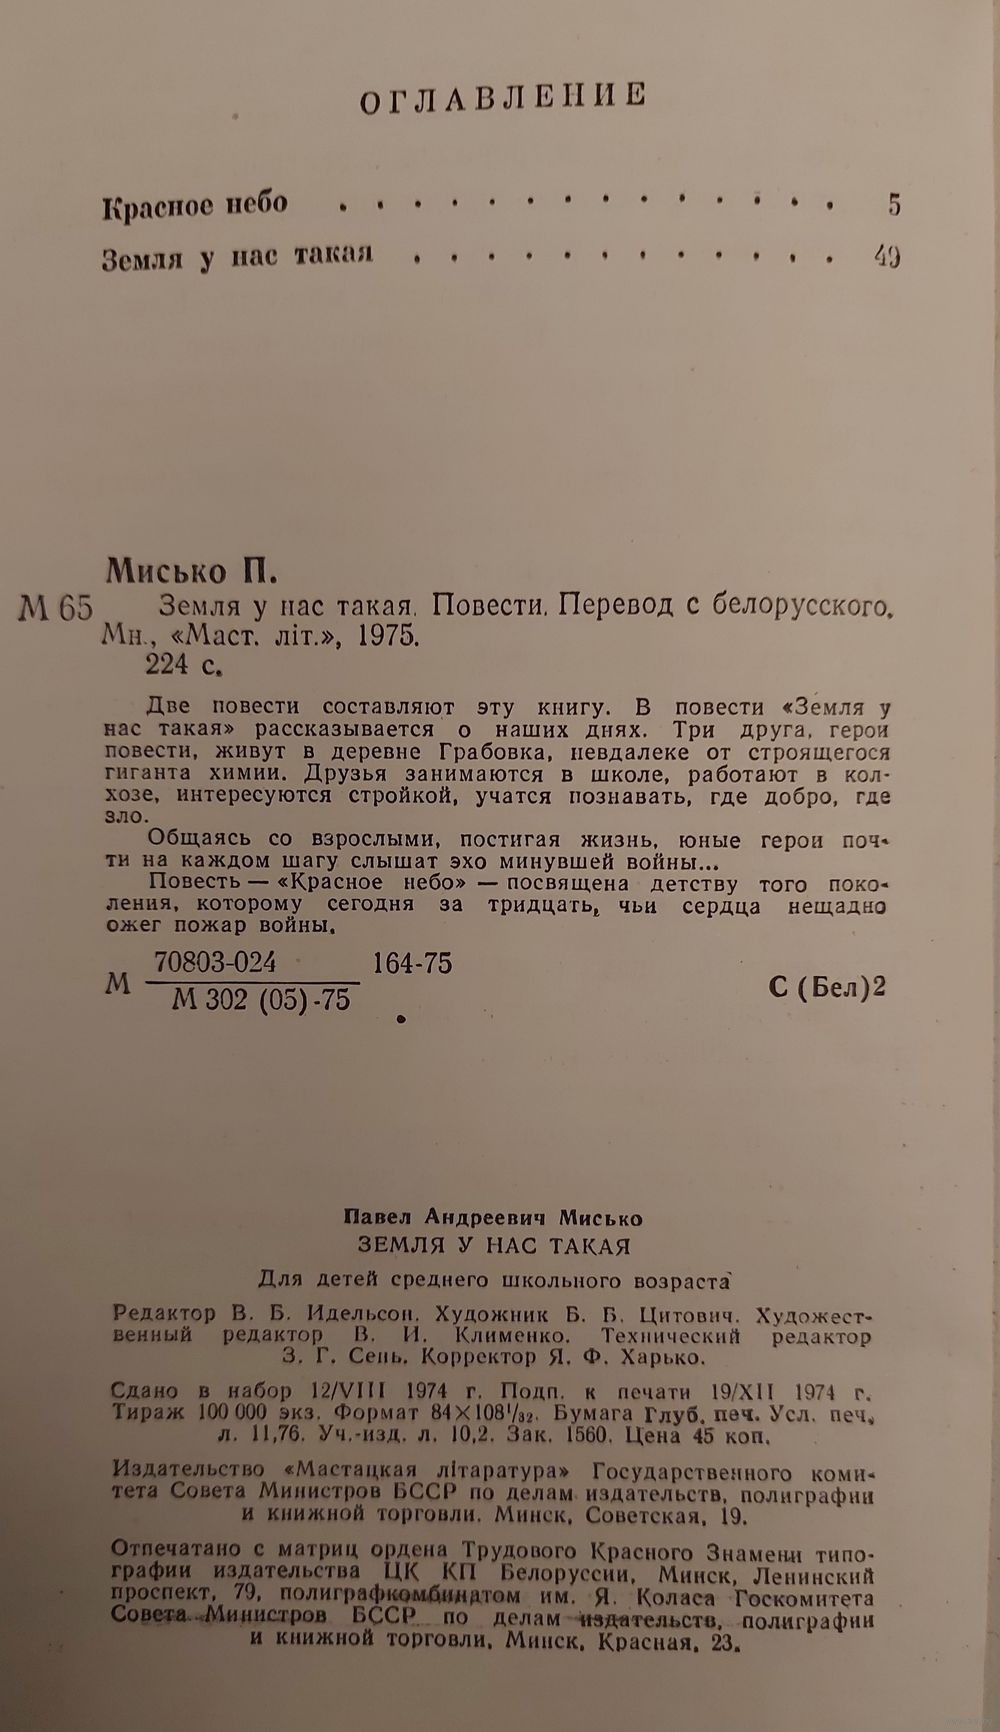 ОГЛАВЛЕНИЕ
Красное небо . . . . . . . . . . . . . . 5
Земля у нас такая . . . . . . . . . . . . 49
Мисько П.
М 65 Земля у нас такая. Повести. Перевод с белорусского.
Мн., «Маст. літ.», 1975.
224 с.
Две повести составляют эту книгу. В повести «Земля у
нас такая» рассказывается о наших днях. Три друга, герои
повести, живут в деревне Грабовка, невдалеке от строящегося
гиганта химии. Друзья занимаются в школе, работают в кол-
хозе, интересуются стройкой, учатся познавать, где добро, где
зло.
Общаясь со взрослыми, постигая жизнь, юные герои поч-
ти на каждом шагу слышат эхо минувшей войны...
Повесть — «Красное небо» — посвящена детству того поко-
ления, которому сегодня за тридцать, чьи сердца нещадно
ожег пожар войны.
70803-024 164-75
М
М 302 (05)-75
С (Бел)2
Павел Андреевич Мисько
ЗЕМЛЯ У НАС ТАКАЯ
Для детей среднего школьного возраста
Редактор В. Б. Идельсон. Художник Б. Б. Цитович. Художест-
венный редактор В. И. Клименко. Технический редактор
З. Г. Сень. Корректор Я. Ф. Харько.
Сдано в набор 12/VIII 1974 г. Подп. к печати 19/XII 1974 г.
Тираж 100 000 экз. Формат 84×108¹/₃₂. Бумага Глуб. печ. Усл. печ.
л. 11,76. Уч.-изд. л. 10,2. Зак. 1560. Цена 45 коп.
Издательство «Мастацкая літаратура» Государственного коми-
тета Совета Министров БССР по делам издательств, полиграфии
и книжной торговли. Минск, Советская, 19.
Отпечатано с матриц ордена Трудового Красного Знамени типо-
графии издательства ЦК КП Белоруссии, Минск, Ленинский
проспект, 79, полиграфкомбинатом им. Я. Коласа Госкомитета
Совета Министров БССР по делам издательств, полиграфии
и книжной торговли, Минск, Красная, 23.